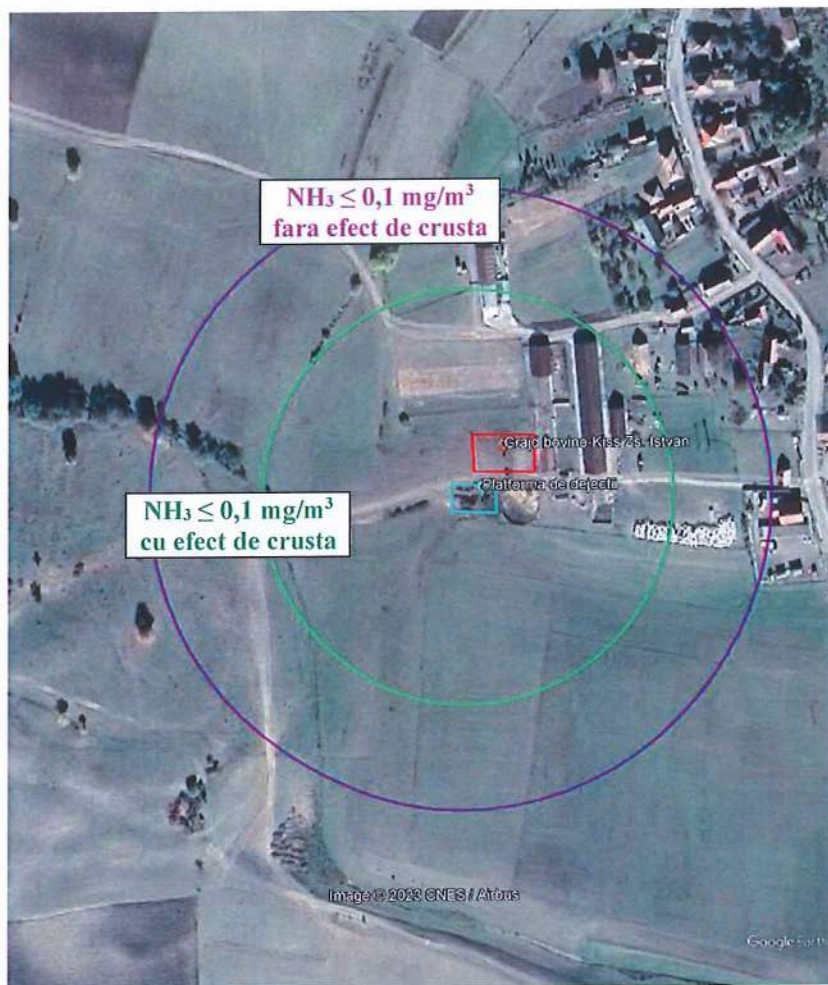 NH₃ ≤ 0,1 mg/m³
fara efect de crusta
Grajd bovine-Kiss Zs. Istvan
Platforma de dejectii
NH₃ ≤ 0,1 mg/m³
cu efect de crusta
Image © 2023 CNES / Airbus
Google Earth